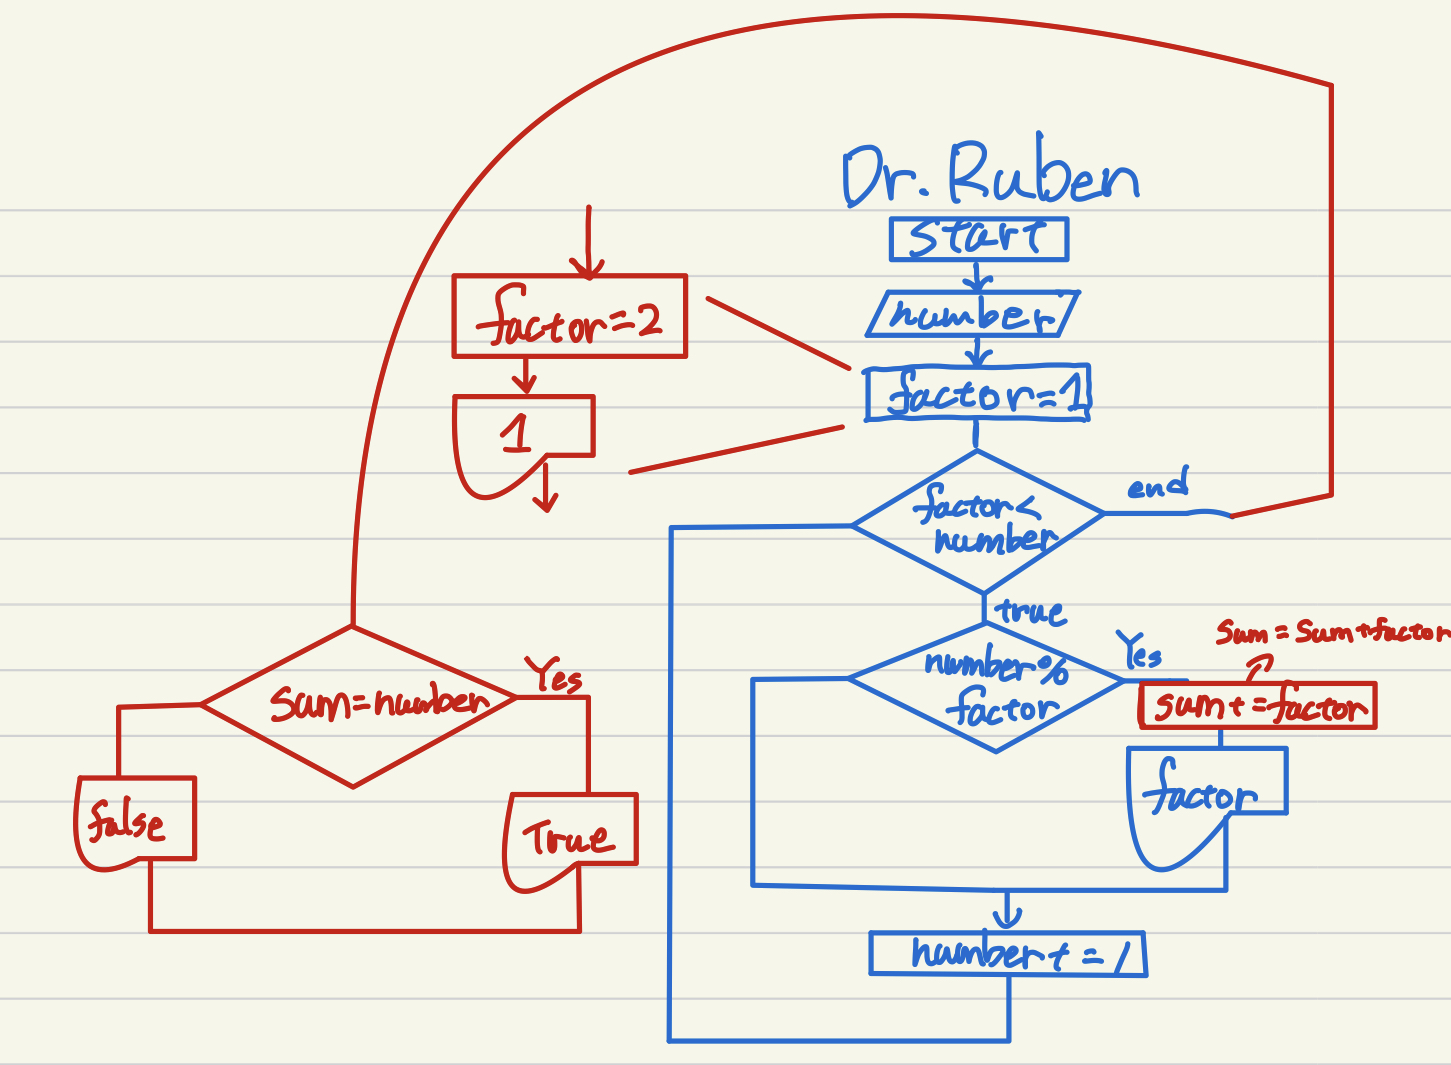 Dr. Ruben
start
number
factor=1
factor=2
1
factor<
number
end
true
number%
factor
Yes
sum=sum+factor
sum+=factor
factor
number+=1
sum=number
Yes
false
True